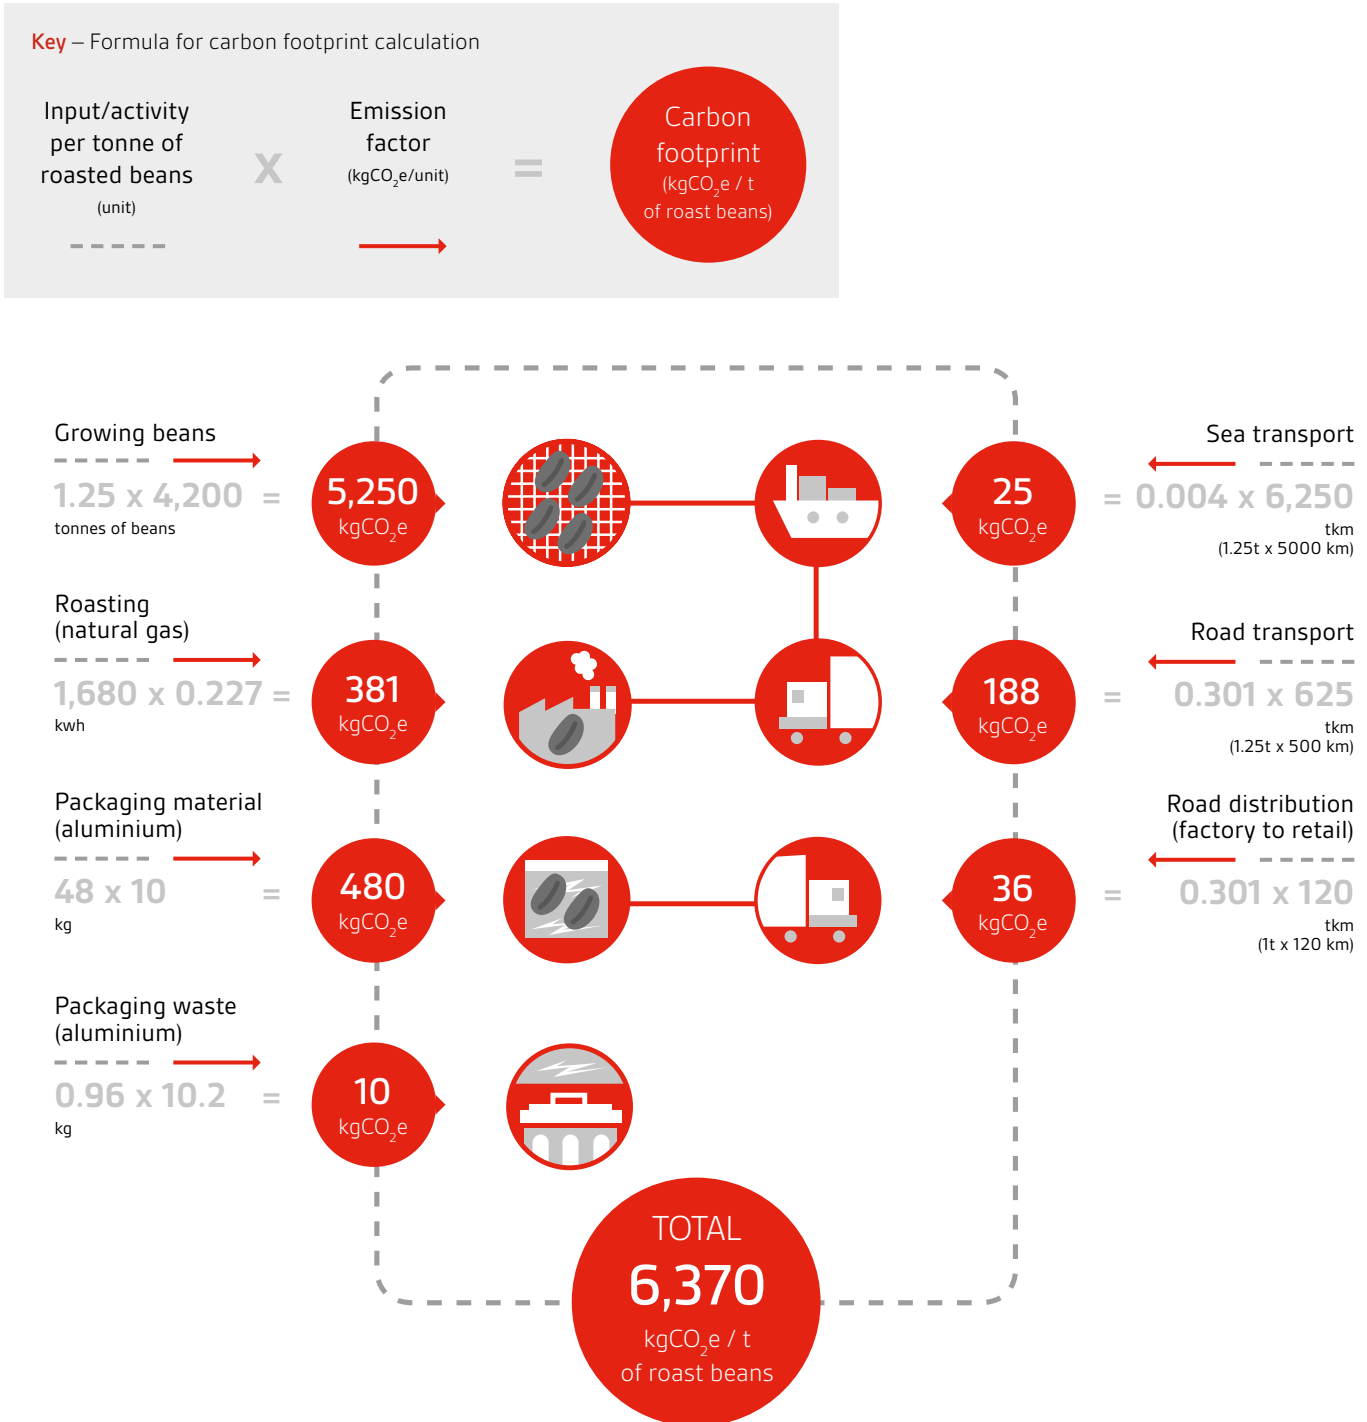 Key – Formula for carbon footprint calculation
Input/activity
per tonne of
roasted beans
(unit)
x
Emission
factor
(kgCO₂e/unit)
=
Carbon
footprint
(kgCO₂e / t
of roast beans)
Growing beans
1.25 x 4,200 =
tonnes of beans
5,250
kgCO₂e
Sea transport
25
kgCO₂e
= 0.004 x 6,250
tkm
(1.25t x 5000 km)
Roasting
(natural gas)
1,680 x 0.227 =
kwh
381
kgCO₂e
Road transport
188
kgCO₂e
= 0.301 x 625
tkm
(1.25t x 500 km)
Packaging material
(aluminium)
48 x 10 =
kg
480
kgCO₂e
Road distribution
(factory to retail)
36
kgCO₂e
= 0.301 x 120
tkm
(1t x 120 km)
Packaging waste
(aluminium)
0.96 x 10.2 =
kg
10
kgCO₂e
TOTAL
6,370
kgCO₂e / t
of roast beans